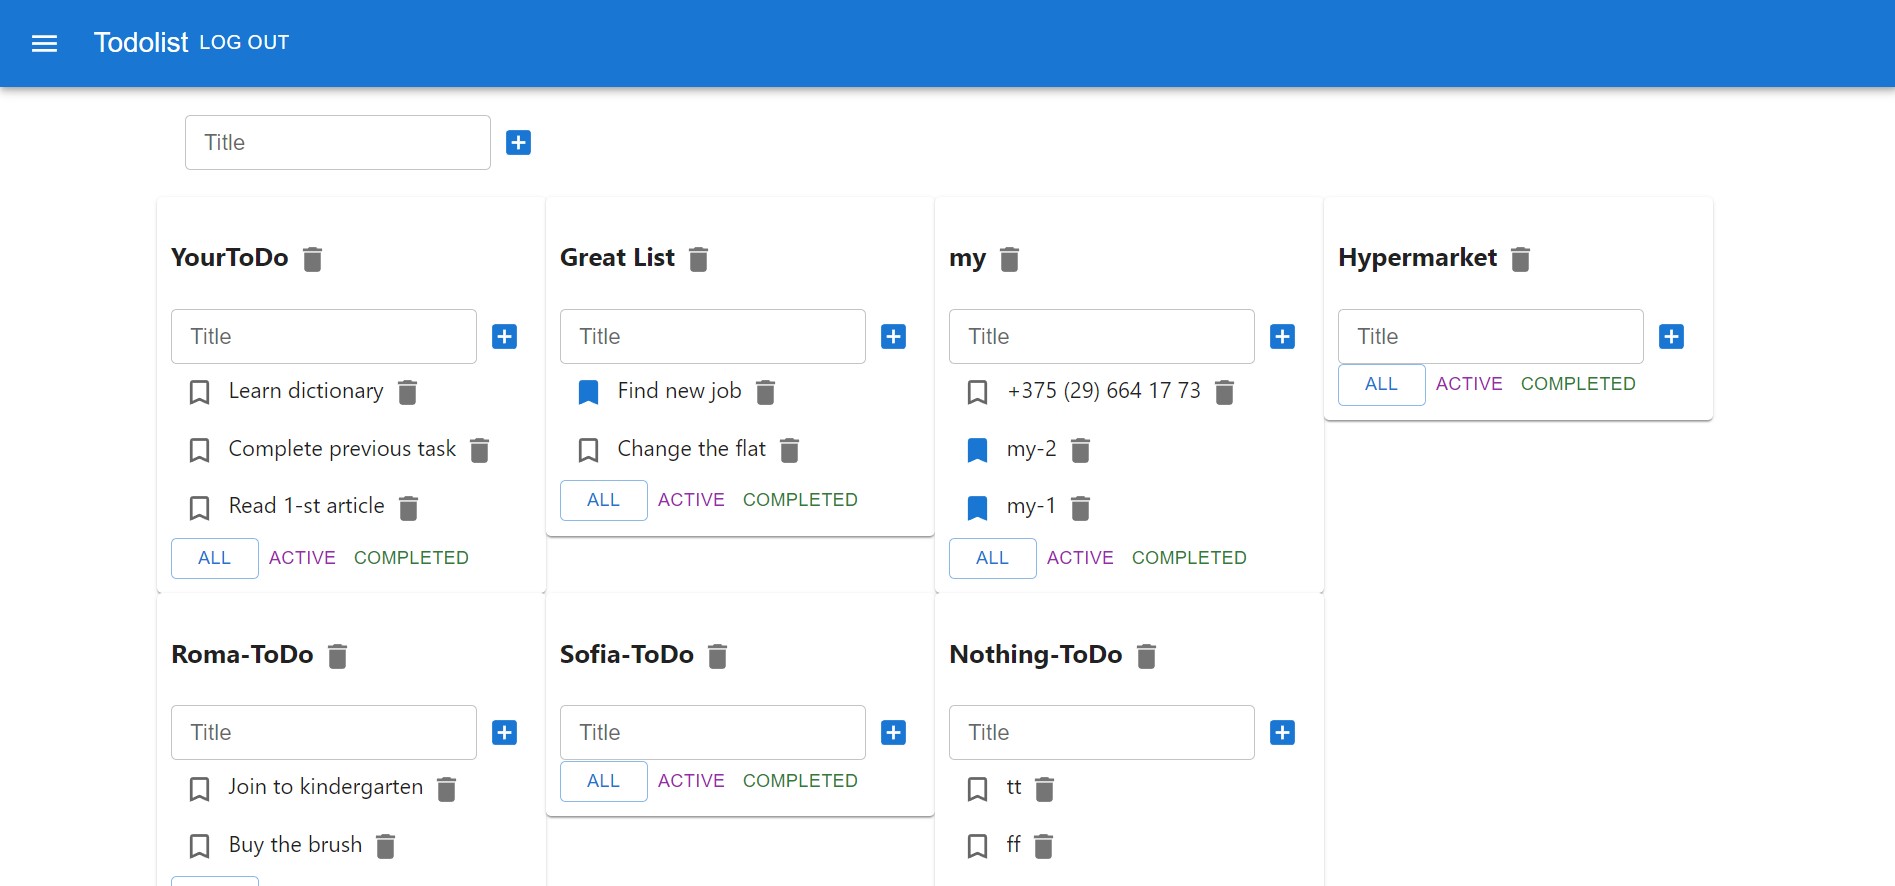 Todolist LOG OUT
Title
YourToDo
Title
Learn dictionary
Complete previous task
Read 1-st article
ALL ACTIVE COMPLETED
Great List
Title
Find new job
Change the flat
ALL ACTIVE COMPLETED
my
Title
+375 (29) 664 17 73
my-2
my-1
ALL ACTIVE COMPLETED
Hypermarket
Title
ALL ACTIVE COMPLETED
Roma-ToDo
Title
Join to kindergarten
Buy the brush
Sofia-ToDo
Title
ALL ACTIVE COMPLETED
Nothing-ToDo
Title
tt
ff